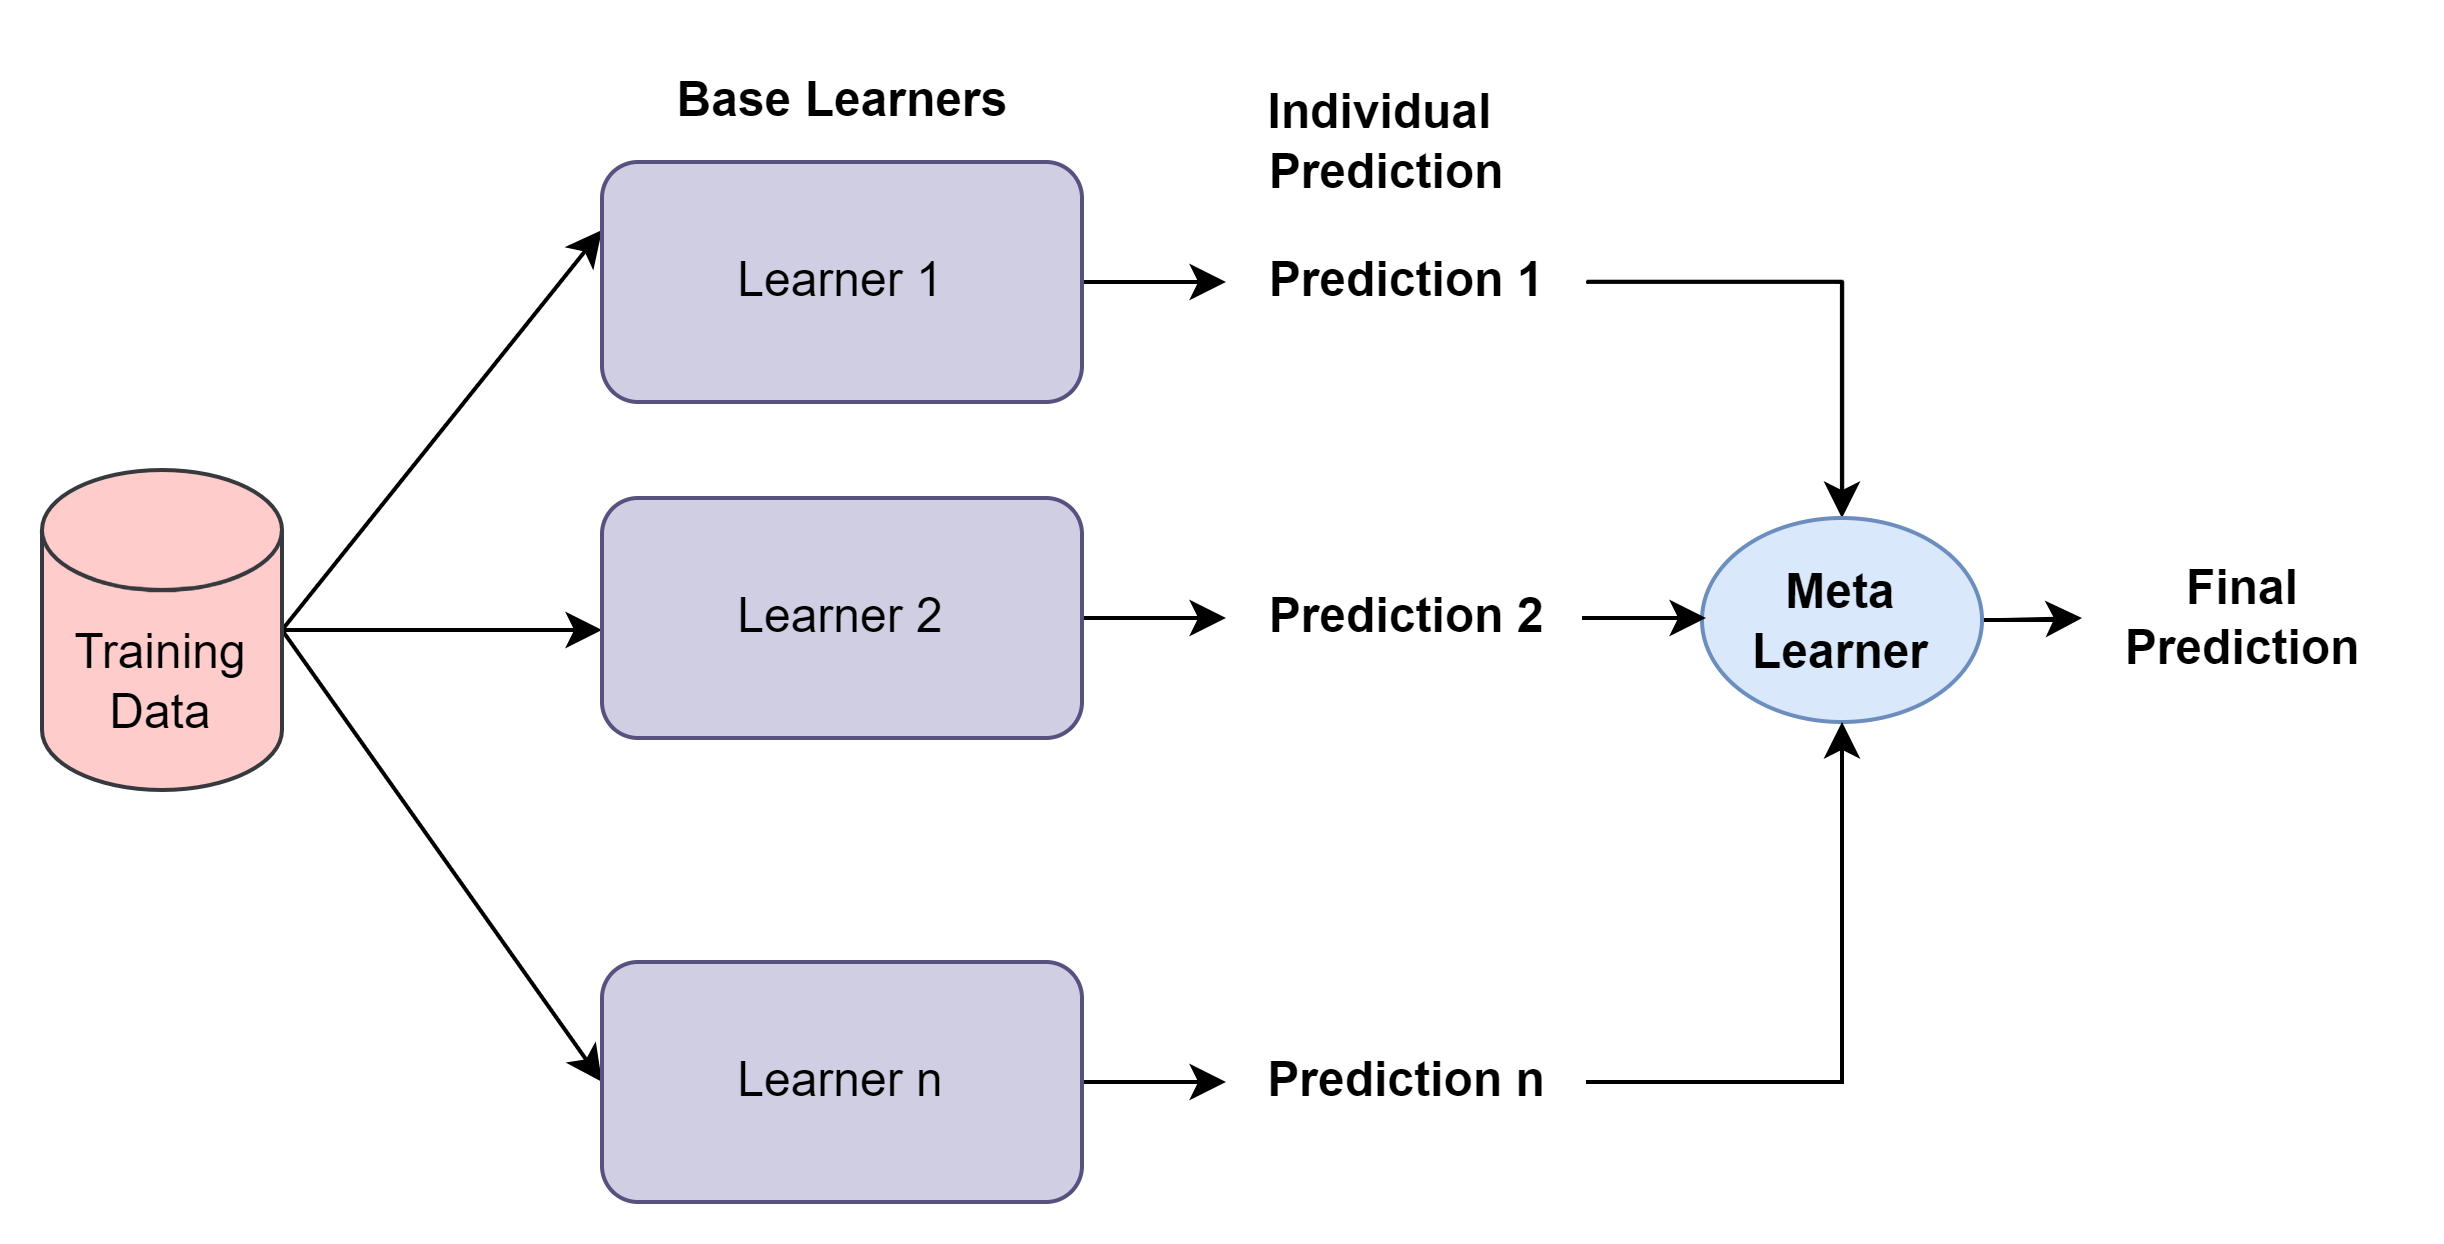 Base Learners
Individual
Prediction
Learner 1
Prediction 1
Training
Data
Learner 2
Prediction 2
Meta
Learner
Final
Prediction
Learner n
Prediction n